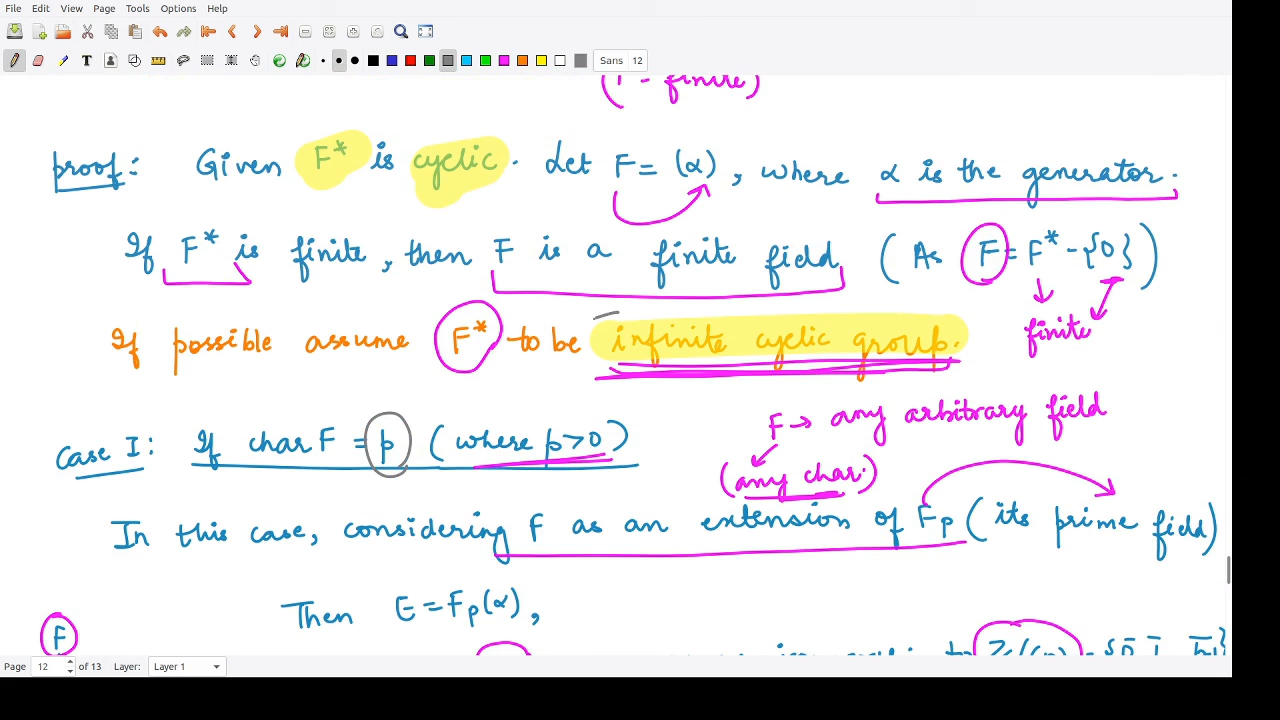 File Edit View Page Tools Options Help
T Sans 12
(F - finite)
proof: Given F* is cyclic. Let F = (α), where α is the generator.
If F* is finite, then F is a finite field (As F = F* - {0})
finite
If possible assume F* to be infinite cyclic group.
F → any arbitrary field
(any char.)
Case I: If char F = p (where p>0)
In this case, considering F as an extension of Fp (its prime field)
Then E = Fp(α),
F
Page 12 of 13 Layer: Layer 1